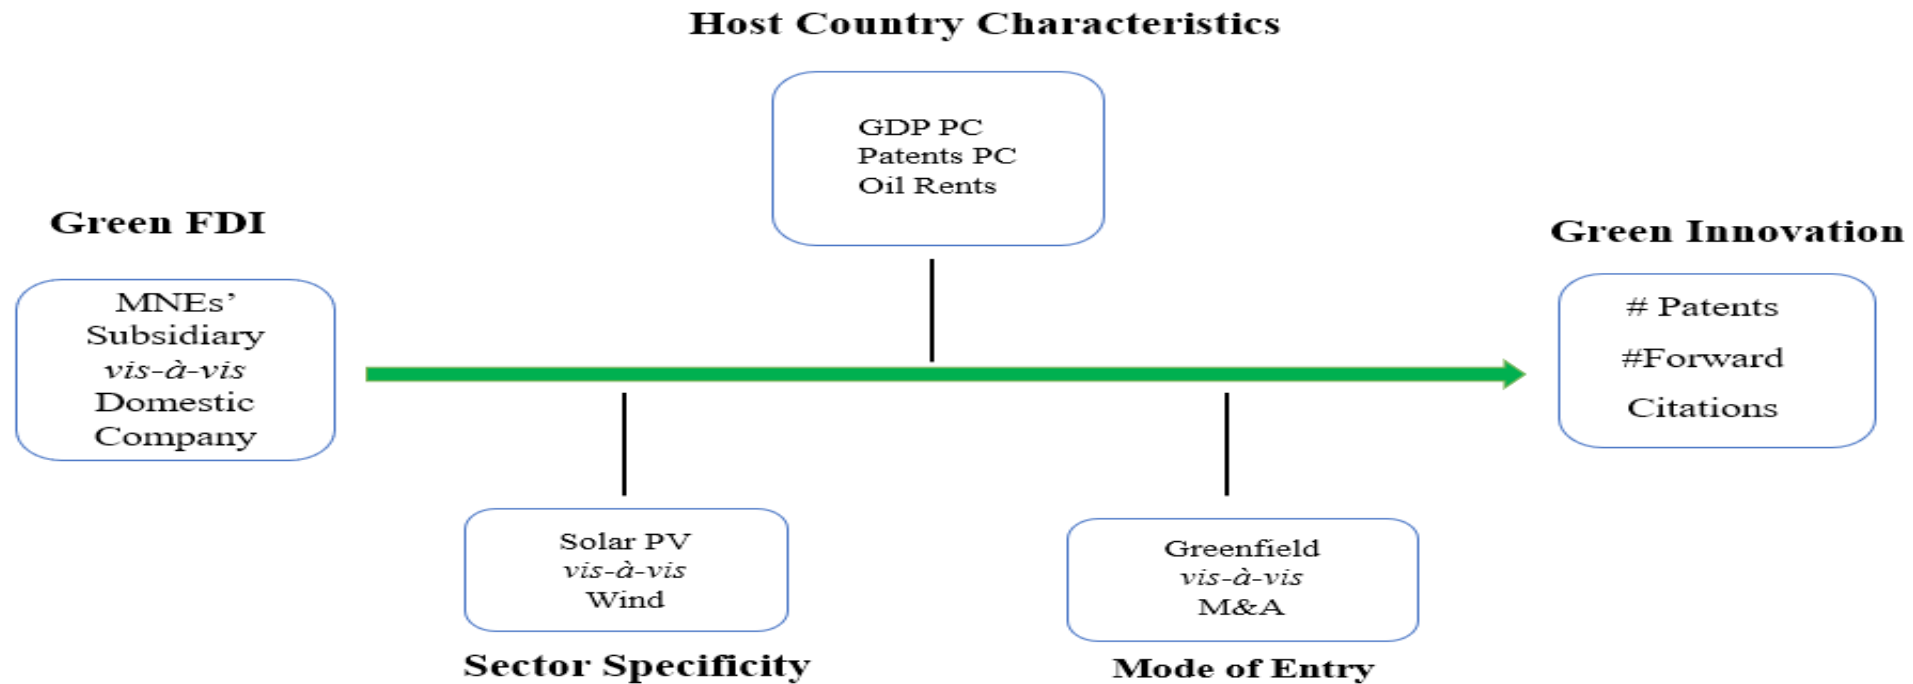 Host Country Characteristics
GDP PC
Patents PC
Oil Rents
Green FDI
MNEs’
Subsidiary
vis-à-vis
Domestic
Company
Green Innovation
# Patents
#Forward
Citations
Solar PV
vis-à-vis
Wind
Sector Specificity
Greenfield
vis-à-vis
M&A
Mode of Entry